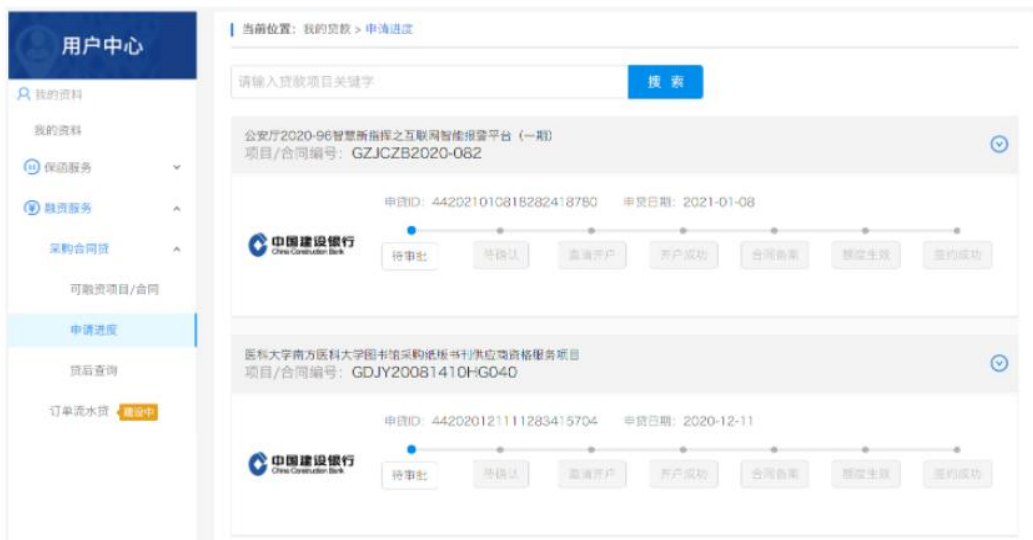 用户中心
我的资料
我的资料
保函服务
融资服务
采购合同贷
可融资项目/合同
申请进度
贷后查询
订单流水贷 建设中
当前位置：我的贷款 > 申请进度
请输入贷款项目关键字
搜 索
公安厅2020-96智慧新指挥之互联网智能报警平台（一期）
项目/合同编号：GZJCZB2020-082
申贷ID：442021010818282418780 申贷日期：2021-01-08
中国建设银行
China Construction Bank
待审批 待确认 邀请开户 开户成功 合同备案 额度生效 签约成功
医科大学南方医科大学图书馆采购纸版书刊供应商资格服务项目
项目/合同编号：GDJY20081410HG040
申贷ID：442020121111283415704 申贷日期：2020-12-11
中国建设银行
China Construction Bank
待审批 待确认 邀请开户 开户成功 合同备案 额度生效 签约成功